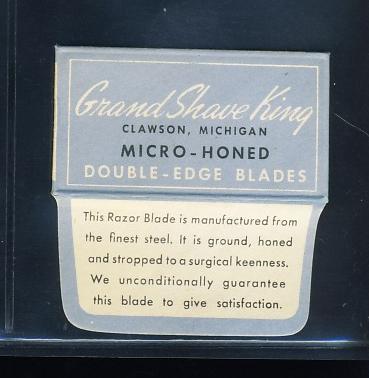 Grand Shave King
CLAWSON, MICHIGAN
MICRO-HONED
DOUBLE-EDGE BLADES
This Razor Blade is manufactured from
the finest steel. It is ground, honed
and stropped to a surgical keenness.
We unconditionally guarantee
this blade to give satisfaction.